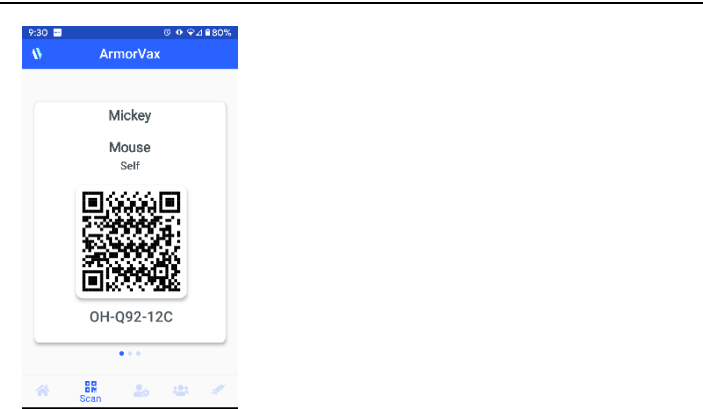 9:30 80%
ArmorVax
Mickey
Mouse
Self
OH-Q92-12C
Scan